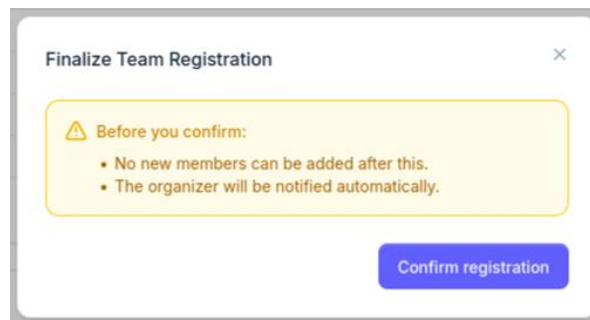 Finalize Team Registration
Before you confirm:
• No new members can be added after this.
• The organizer will be notified automatically.
Confirm registration